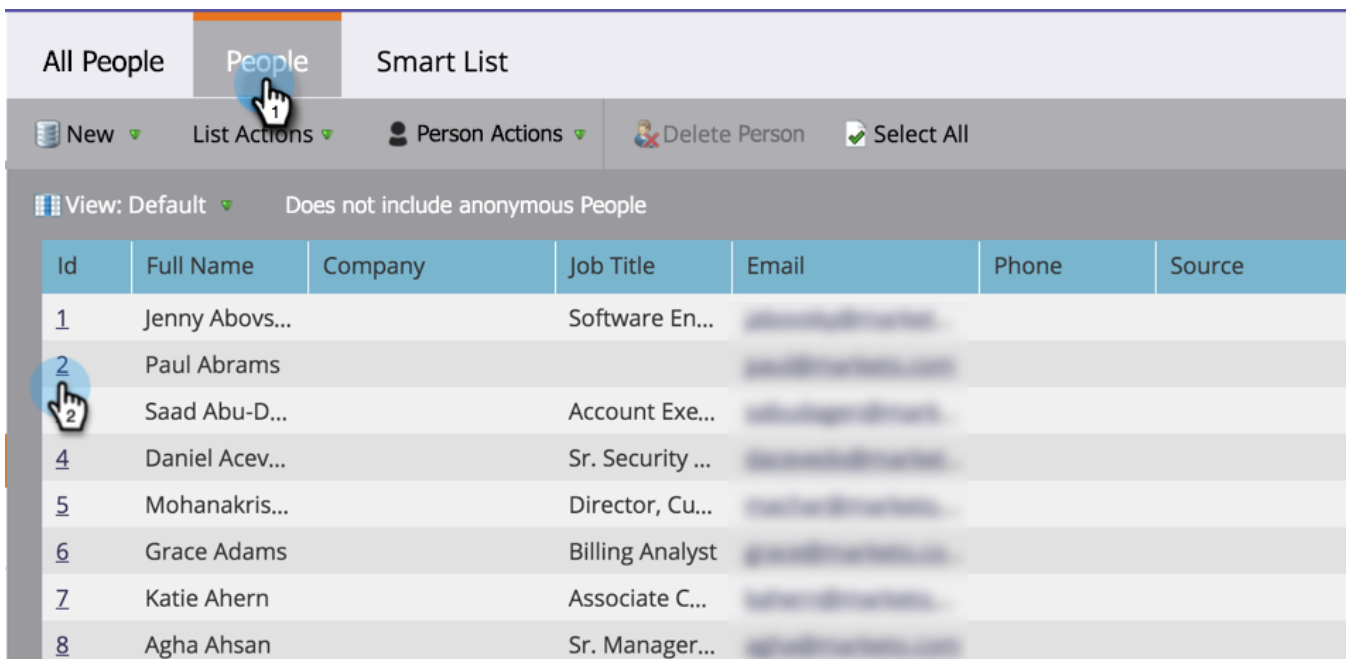 All People People Smart List
1
New List Actions Person Actions Delete Person Select All
View: Default Does not include anonymous People
Id Full Name Company Job Title Email Phone Source
1 Jenny Abovs... Software En...
2 Paul Abrams
2 Saad Abu-D... Account Exe...
4 Daniel Acev... Sr. Security ...
5 Mohanakris... Director, Cu...
6 Grace Adams Billing Analyst
7 Katie Ahern Associate C...
8 Agha Ahsan Sr. Manager...